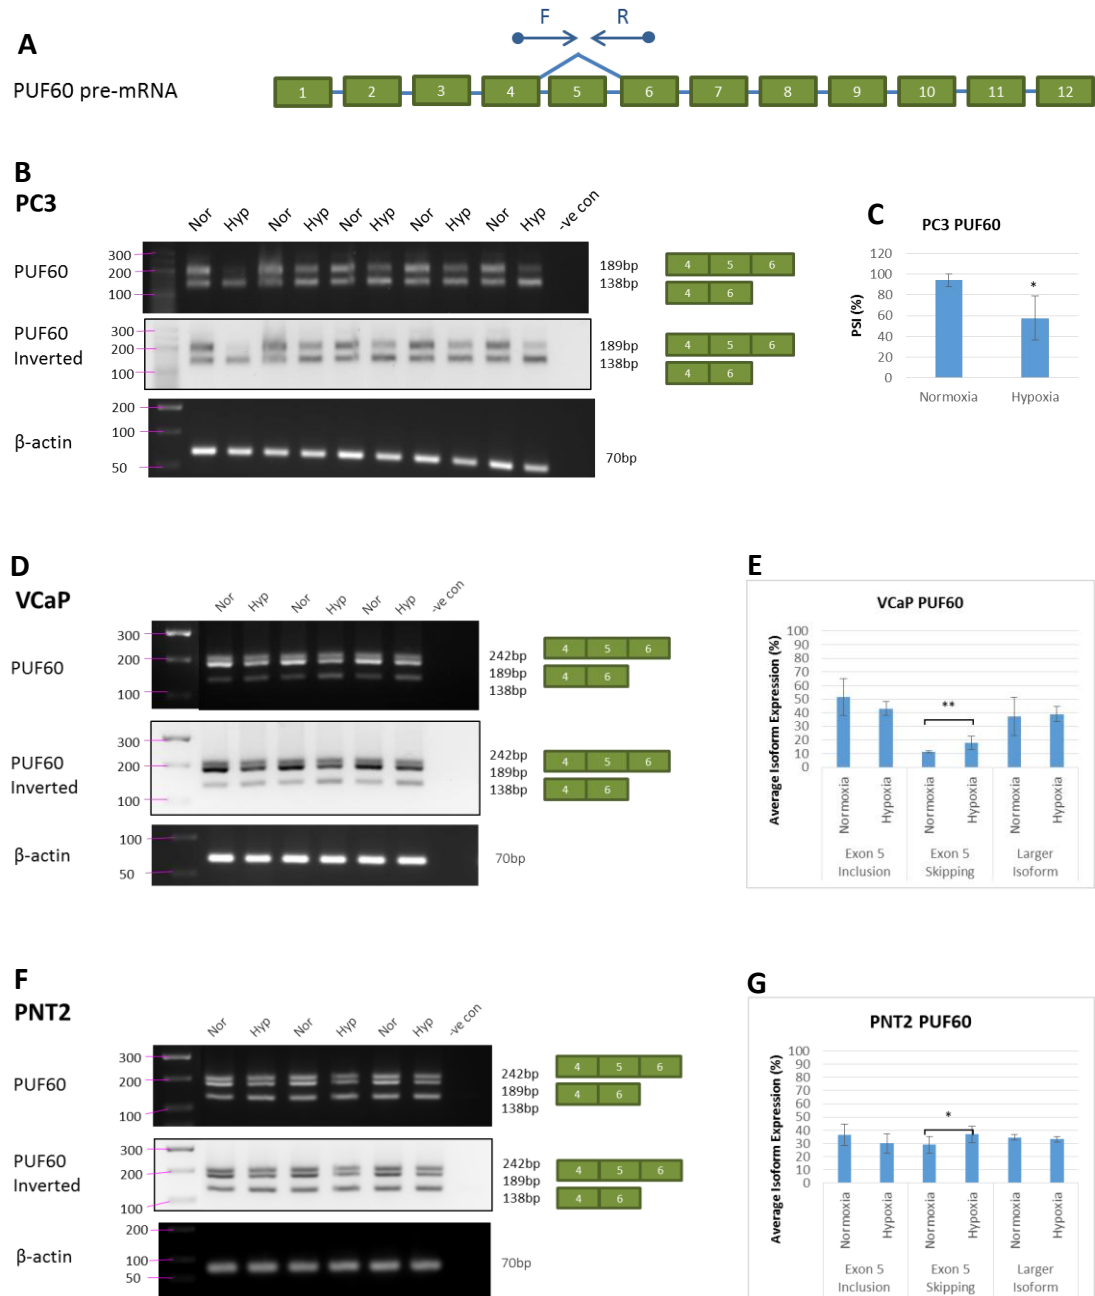 A
F R
PUF60 pre-mRNA
1 2 3 4 5 6 7 8 9 10 11 12
B
PC3
Nor Hyp Nor Hyp Nor Hyp Nor Hyp Nor Hyp -ve con
PUF60
300
200
100
189bp
138bp
4 5 6
4 6
PUF60
Inverted
300
200
100
189bp
138bp
4 5 6
4 6
β-actin
200
100
50
70bp
C
PC3 PUF60
PSI (%)
120
100
80
60
40
20
0
*
Normoxia Hypoxia
D
VCaP
Nor Hyp Nor Hyp Nor Hyp -ve con
PUF60
300
200
100
242bp
189bp
138bp
4 5 6
4 6
PUF60
Inverted
300
200
100
242bp
189bp
138bp
4 5 6
4 6
β-actin
100
50
70bp
E
VCaP PUF60
Average Isoform Expression (%)
100
90
80
70
60
50
40
30
20
10
0
**
Normoxia Hypoxia Normoxia Hypoxia Normoxia Hypoxia
Exon 5 Exon 5 Larger
Inclusion Skipping Isoform
F
PNT2
Nor Hyp Nor Hyp Nor Hyp -ve con
PUF60
300
200
100
242bp
189bp
138bp
4 5 6
4 6
PUF60
Inverted
300
200
100
242bp
189bp
138bp
4 5 6
4 6
β-actin
200
100
50
70bp
G
PNT2 PUF60
Average Isoform Expression (%)
100
90
80
70
60
50
40
30
20
10
0
*
Normoxia Hypoxia Normoxia Hypoxia Normoxia Hypoxia
Exon 5 Exon 5 Larger
Inclusion Skipping Isoform